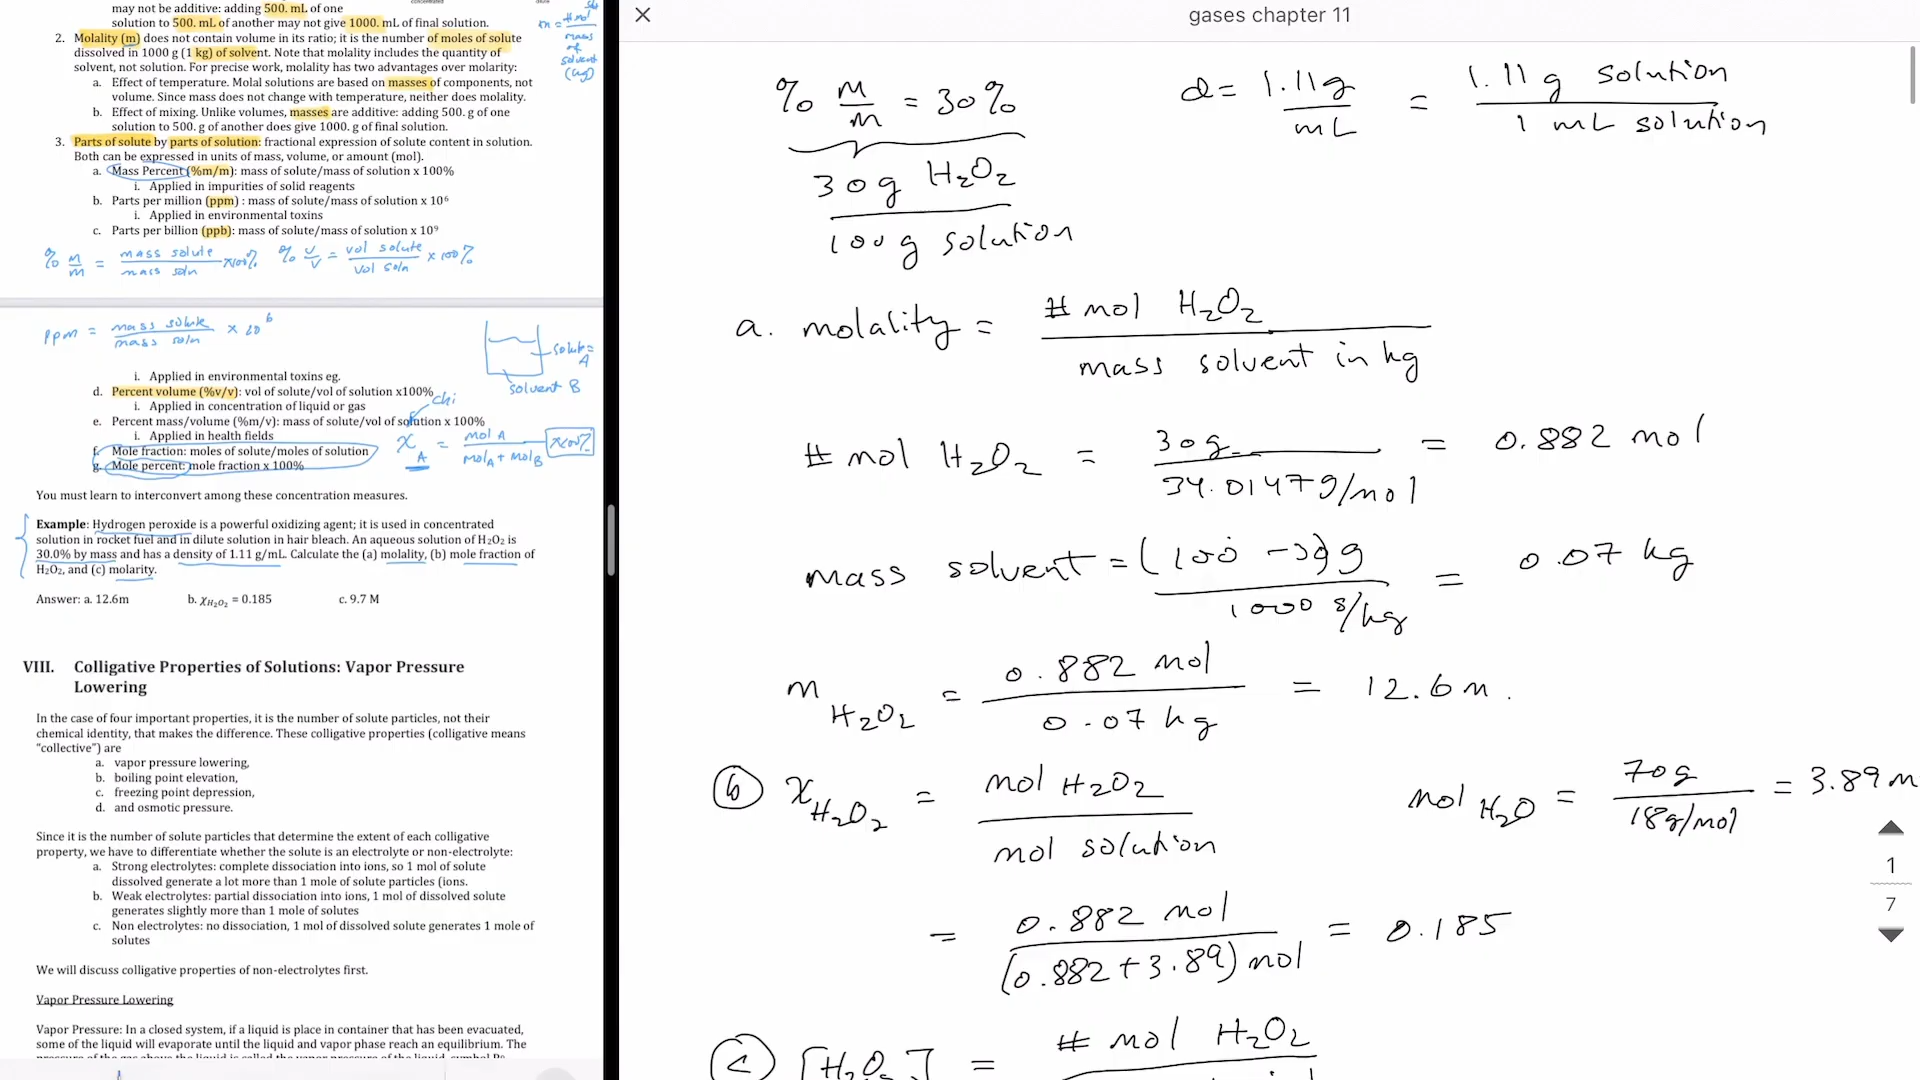 may not be additive: adding 500. mL of one
solution to 500. mL of another may not give 1000. mL of final solution.
2. Molality (m) does not contain volume in its ratio; it is the number of moles of solute
dissolved in 1000 g (1 kg) of solvent. Note that molality includes the quantity of
solvent, not solution. For precise work, molality has two advantages over molarity:
a. Effect of temperature. Molal solutions are based on masses of components, not
volume. Since mass does not change with temperature, neither does molality.
b. Effect of mixing. Unlike volumes, masses are additive: adding 500. g of one
solution to 500. g of another does give 1000. g of final solution.
m = # mol
mass
of
solvent
(kg)
3. Parts of solute by parts of solution: fractional expression of solute content in solution.
Both can be expressed in units of mass, volume, or amount (mol).
a. Mass Percent (%m/m): mass of solute/mass of solution x 100%
i. Applied in impurities of solid reagents
b. Parts per million (ppm) : mass of solute/mass of solution x 10⁶
i. Applied in environmental toxins
c. Parts per billion (ppb): mass of solute/mass of solution x 10⁹
% M/m = mass solute / mass soln x100% % v/v = vol solute / vol soln x 100%
ppm = mass solute / mass soln x 10⁶
solute A
solvent B
i. Applied in environmental toxins eg.
d. Percent volume (%v/v): vol of solute/vol of solution x100%
i. Applied in concentration of liquid or gas
chi
e. Percent mass/volume (%m/v): mass of solute/vol of solution x 100%
i. Applied in health fields
f. Mole fraction: moles of solute/moles of solution
g. Mole percent: mole fraction x 100%
X_A = mol A / mol_A + mol_B x100%
You must learn to interconvert among these concentration measures.
Example: Hydrogen peroxide is a powerful oxidizing agent; it is used in concentrated
solution in rocket fuel and in dilute solution in hair bleach. An aqueous solution of H₂O₂ is
30.0% by mass and has a density of 1.11 g/mL. Calculate the (a) molality, (b) mole fraction of
H₂O₂, and (c) molarity.
Answer: a. 12.6m b. χH₂O₂ = 0.185 c. 9.7 M
VIII. Colligative Properties of Solutions: Vapor Pressure
Lowering
In the case of four important properties, it is the number of solute particles, not their
chemical identity, that makes the difference. These colligative properties (colligative means
"collective") are
a. vapor pressure lowering,
b. boiling point elevation,
c. freezing point depression,
d. and osmotic pressure.
Since it is the number of solute particles that determine the extent of each colligative
property, we have to differentiate whether the solute is an electrolyte or non-electrolyte:
a. Strong electrolytes: complete dissociation into ions, so 1 mol of solute
dissolved generate a lot more than 1 mole of solute particles (ions.
b. Weak electrolytes: partial dissociation into ions, 1 mol of dissolved solute
generates slightly more than 1 mole of solutes
c. Non electrolytes: no dissociation, 1 mol of dissolved solute generates 1 mole of
solutes
We will discuss colligative properties of non-electrolytes first.
Vapor Pressure Lowering
Vapor Pressure: In a closed system, if a liquid is place in container that has been evacuated,
some of the liquid will evaporate until the liquid and vapor phase reach an equilibrium. The
gases chapter 11
% M/m = 30%
30g H₂O₂
100g solution
d = 1.11g / mL = 1.11g solution / 1 mL solution
a. molality = # mol H₂O₂ / mass solvent in kg
# mol H₂O₂ = 30g / 34.0147g/mol = 0.882 mol
mass solvent = (100 - 30)g / 1000 g/kg = 0.07 kg
m H₂O₂ = 0.882 mol / 0.07 kg = 12.6m.
(b) X H₂O₂ = mol H₂O₂ / mol solution
mol H₂O = 70g / 18g/mol = 3.89 m
= 0.882 mol / (0.882 + 3.89) mol = 0.185
(c) [H₂O₂] = # mol H₂O₂
1
7